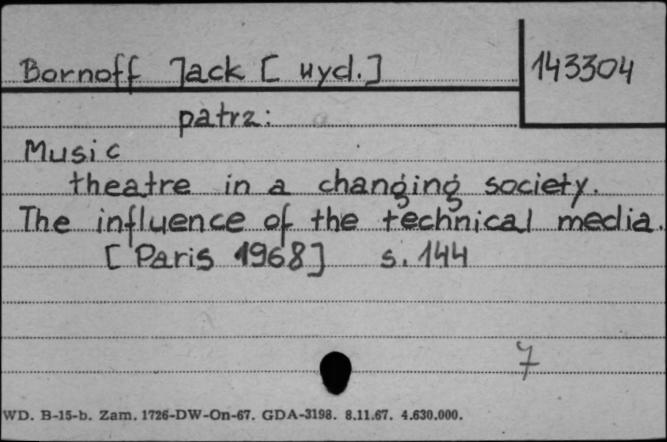 Bornoff Jack [ wyd.]
143304
patrz:
Music
theatre in a changing society.
The influence of the technical media.
[ Paris 1968] s. 144
7
WD. B-15-b. Zam. 1726-DW-On-67. GDA-3198. 8.11.67. 4.630.000.